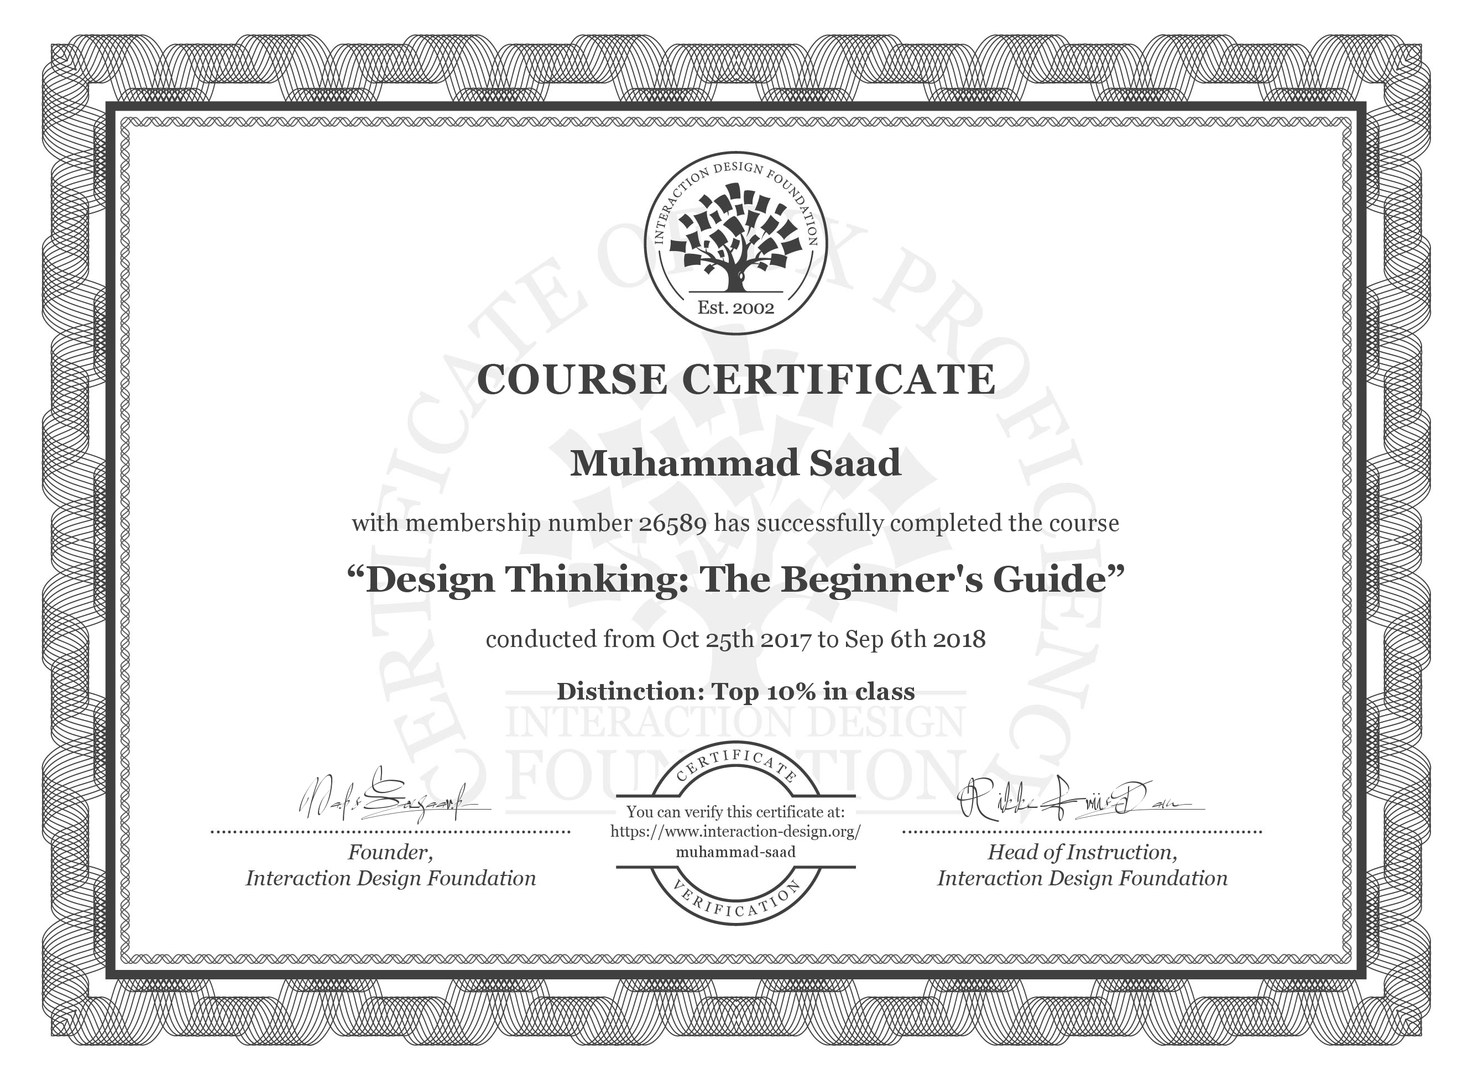 INTERACTION DESIGN FOUNDATION
Est. 2002
CERTIFICATE OF UX PROFICIENCY
COURSE CERTIFICATE
Muhammad Saad
with membership number 26589 has successfully completed the course
“Design Thinking: The Beginner's Guide”
conducted from Oct 25th 2017 to Sep 6th 2018
Distinction: Top 10% in class
INTERACTION DESIGN
FOUNDATION
CERTIFICATE
You can verify this certificate at:
https://www.interaction-design.org/
muhammad-saad
VERIFICATION
Founder,
Interaction Design Foundation
Head of Instruction,
Interaction Design Foundation